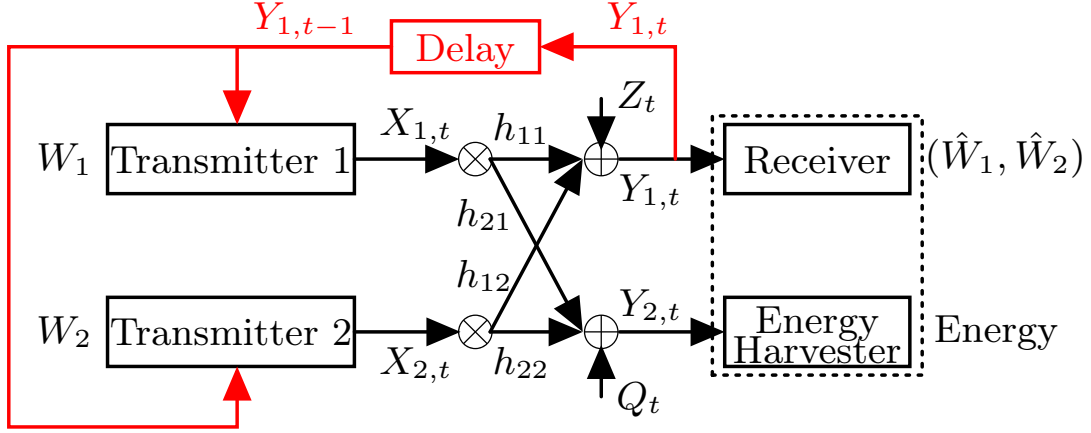 Y_{1,t−1}
Delay
Y_{1,t}
Z_t
W_1
Transmitter 1
X_{1,t}
h_{11}
Y_{1,t}
Receiver
(Ŵ_1, Ŵ_2)
h_{21}
h_{12}
W_2
Transmitter 2
X_{2,t}
h_{22}
Y_{2,t}
Energy
Harvester
Energy
Q_t